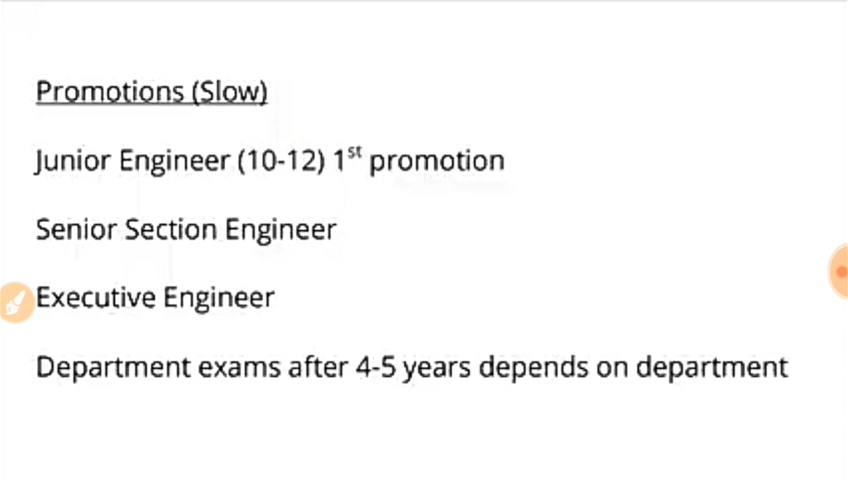 Promotions (Slow)
Junior Engineer (10-12) 1st promotion
Senior Section Engineer
Executive Engineer
Department exams after 4-5 years depends on department